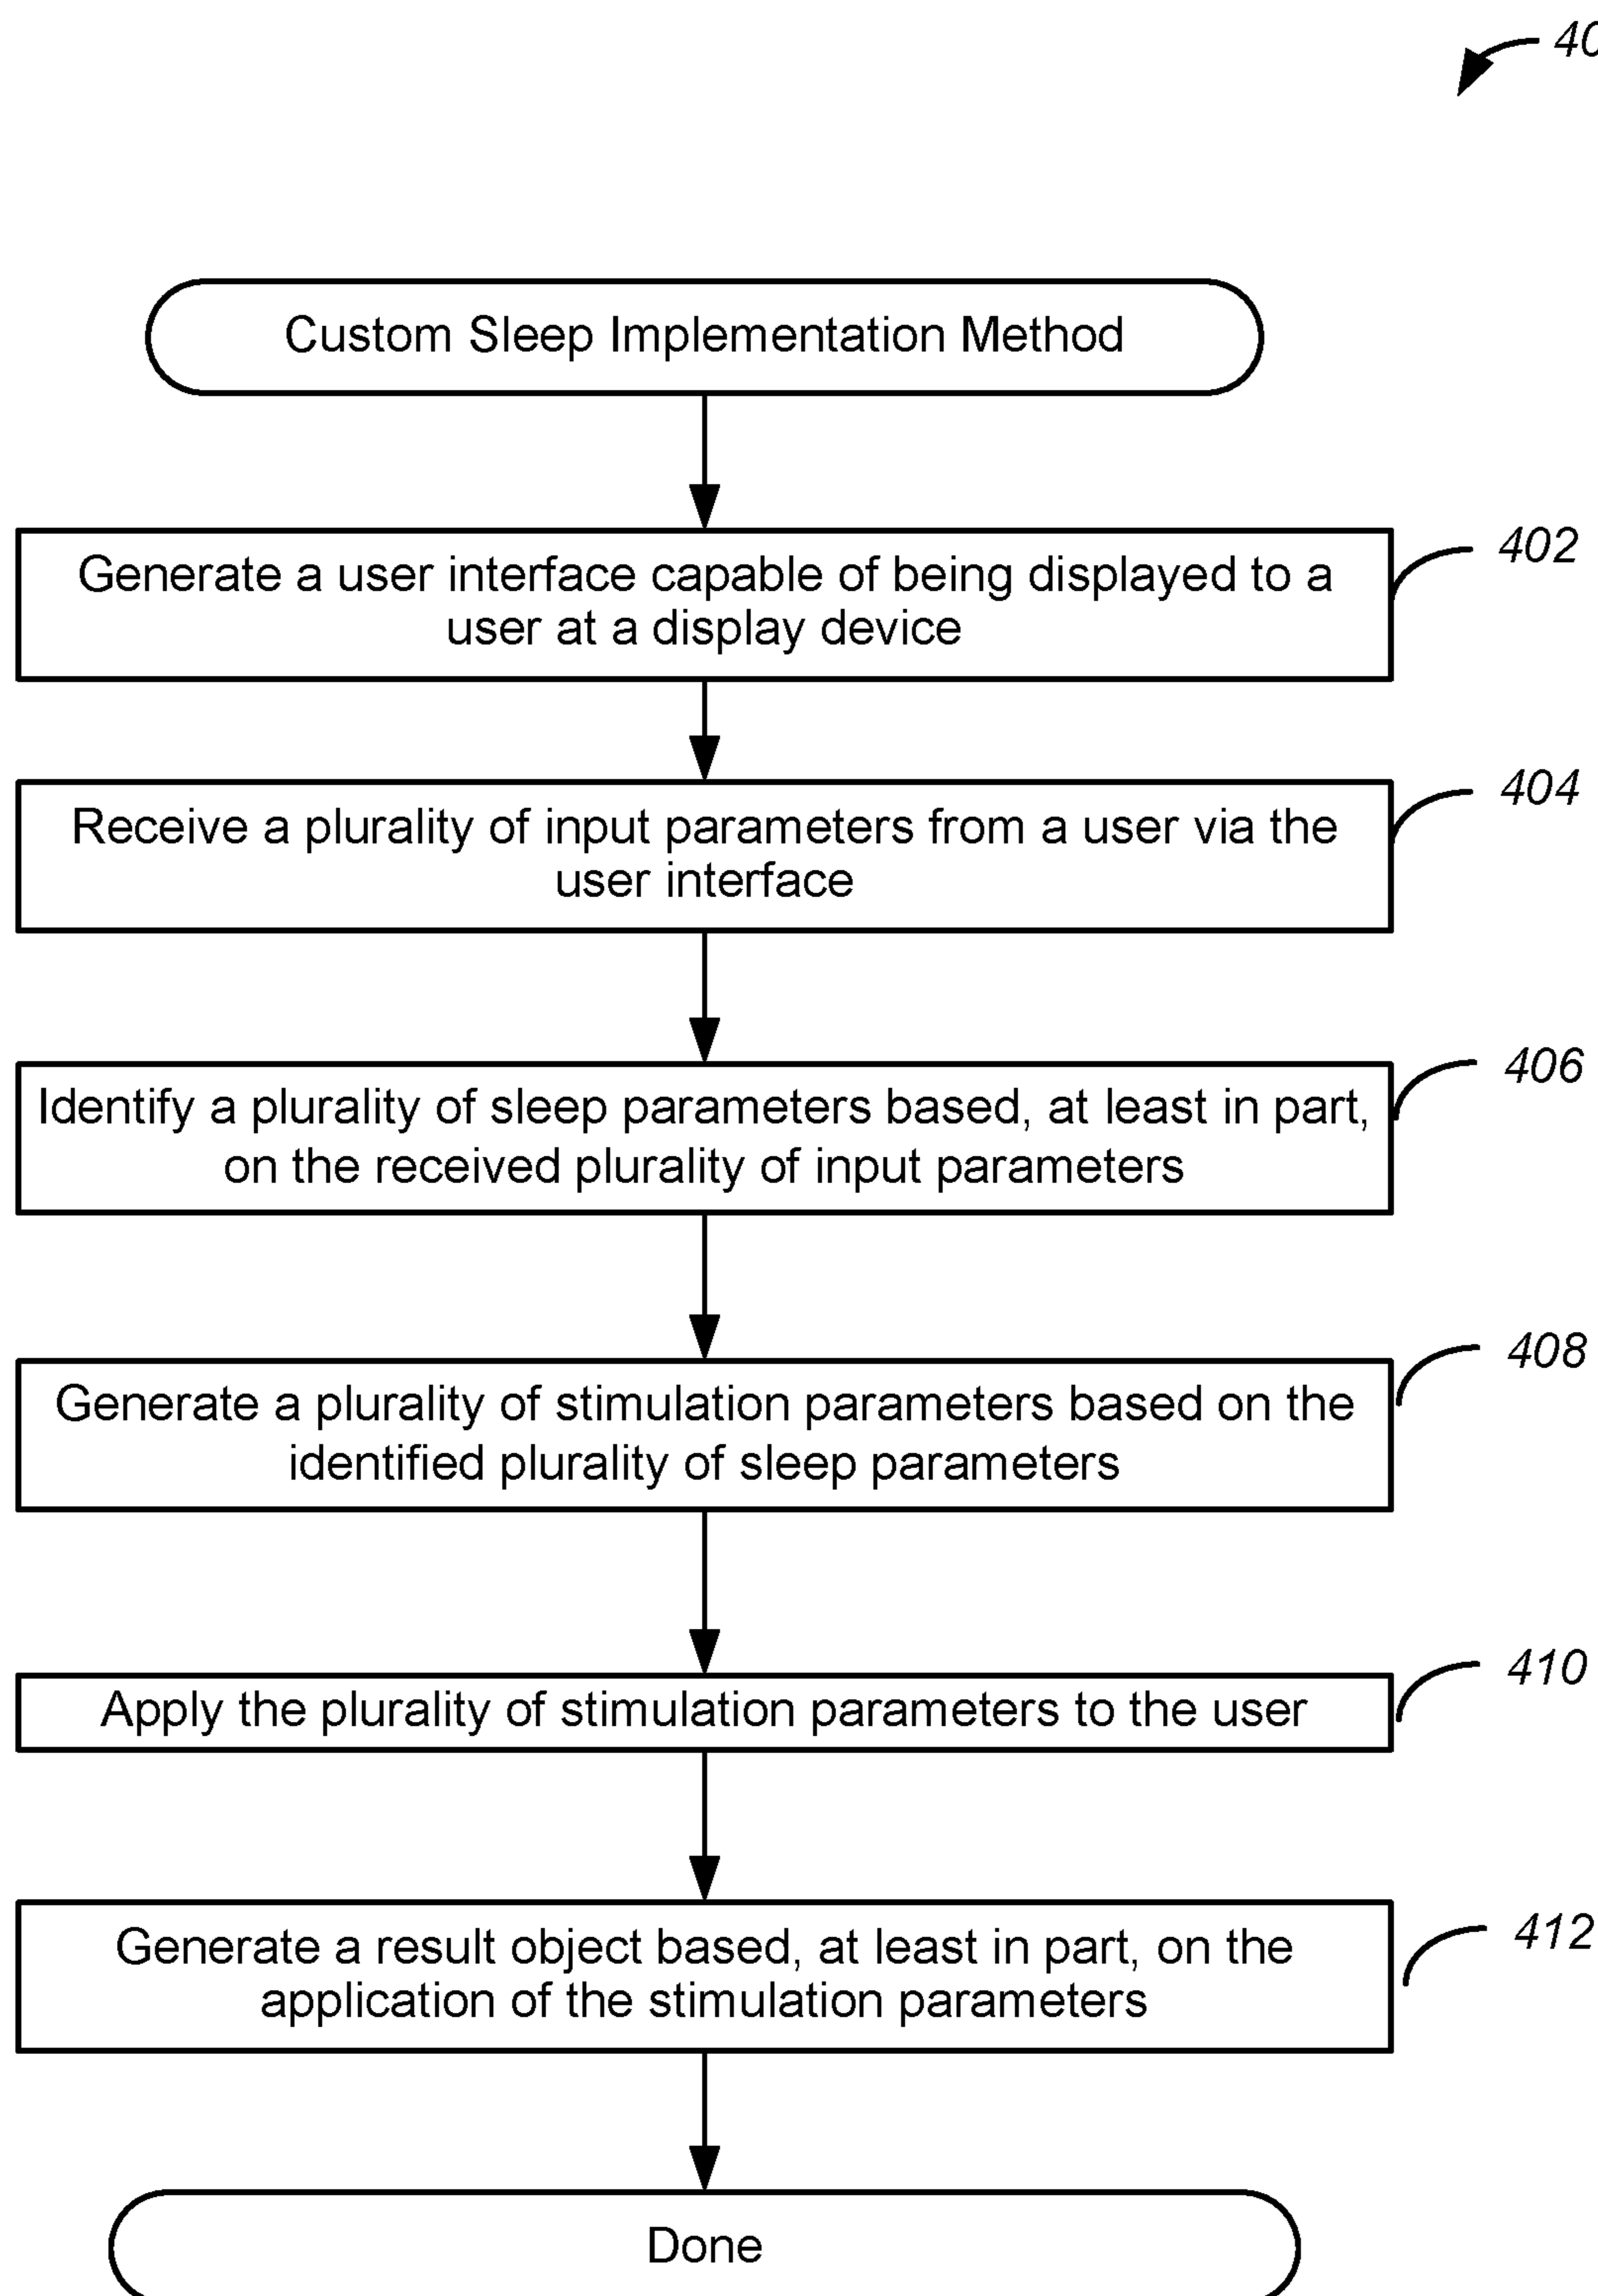 Custom Sleep Implementation Method
Generate a user interface capable of being displayed to a
user at a display device
402
Receive a plurality of input parameters from a user via the
user interface
404
Identify a plurality of sleep parameters based, at least in part,
on the received plurality of input parameters
406
Generate a plurality of stimulation parameters based on the
identified plurality of sleep parameters
408
Apply the plurality of stimulation parameters to the user
410
Generate a result object based, at least in part, on the
application of the stimulation parameters
412
Done